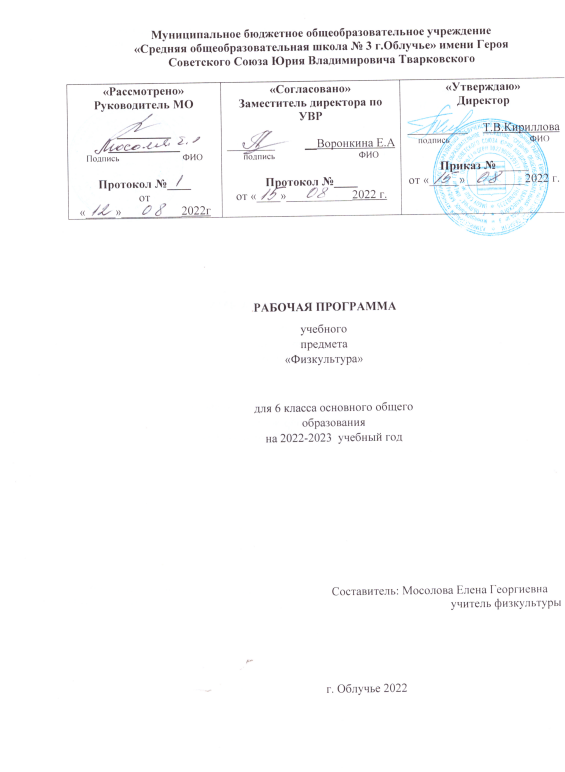 Муниципальное бюджетное общеобразовательное учреждение
«Средняя общеобразовательная школа № 3 г.Облучье» имени Героя
Советского Союза Юрия Владимировича Тварковского
«Рассмотрено»
Руководитель МО
Мосолова Е.Г
Подпись ФИО
Протокол № 1
от
« 12 » 08 2022г
«Согласовано»
Заместитель директора по
УВР
Воронкина Е.А
подпись ФИО
Протокол №
от « 15 » 08 2022 г.
«Утверждаю»
Директор
Т.В.Кириллова
подпись ФИО
Приказ №
от « 15 » 08 2022 г.
РАБОЧАЯ ПРОГРАММА
учебного
предмета
«Физкультура»
для 6 класса основного общего
образования
на 2022-2023 учебный год
Составитель: Мосолова Елена Георгиевна
учитель физкультуры
г. Облучье 2022